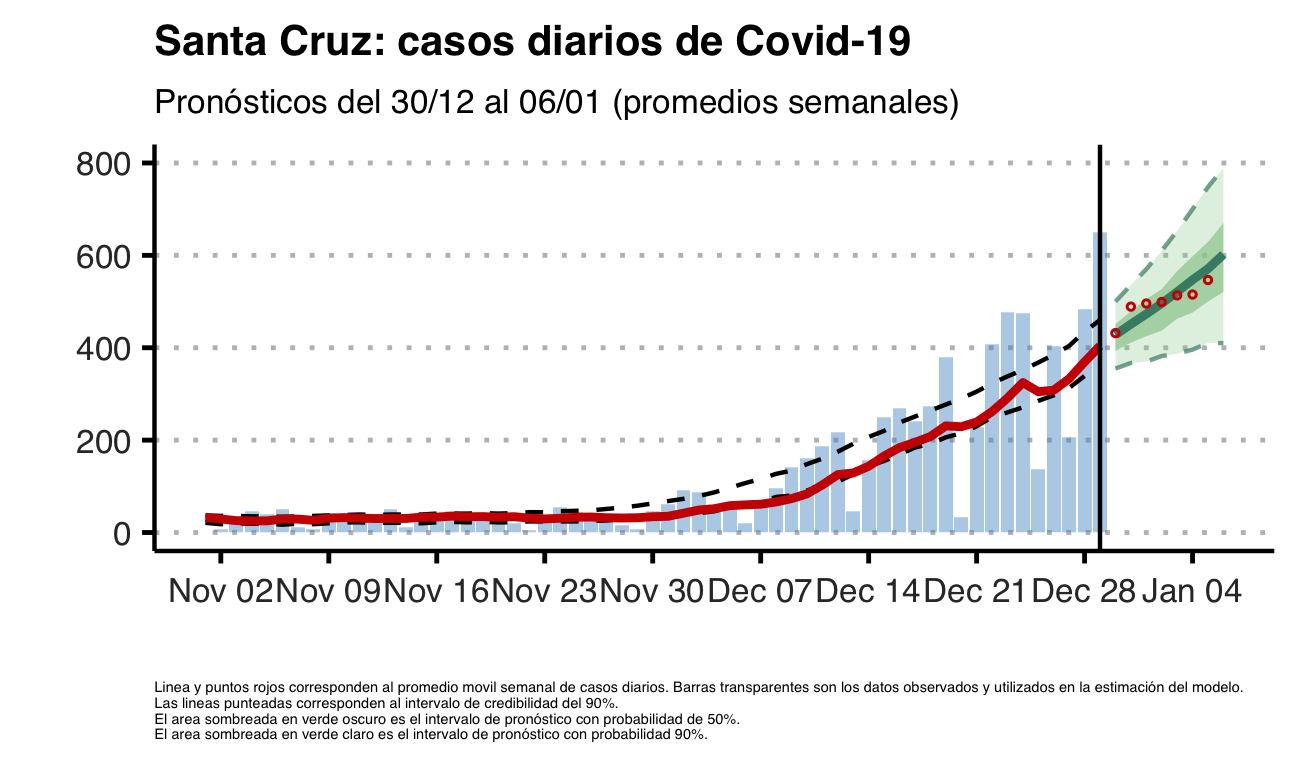 Santa Cruz: casos diarios de Covid-19
Pronósticos del 30/12 al 06/01 (promedios semanales)
800
600
400
200
0
Nov 02 Nov 09 Nov 16 Nov 23 Nov 30 Dec 07 Dec 14 Dec 21 Dec 28 Jan 04
Linea y puntos rojos corresponden al promedio movil semanal de casos diarios. Barras transparentes son los datos observados y utilizados en la estimación del modelo.
Las lineas punteadas corresponden al intervalo de credibilidad del 90%.
El area sombreada en verde oscuro es el intervalo de pronóstico con probabilidad de 50%.
El area sombreada en verde claro es el intervalo de pronóstico con probabilidad 90%.